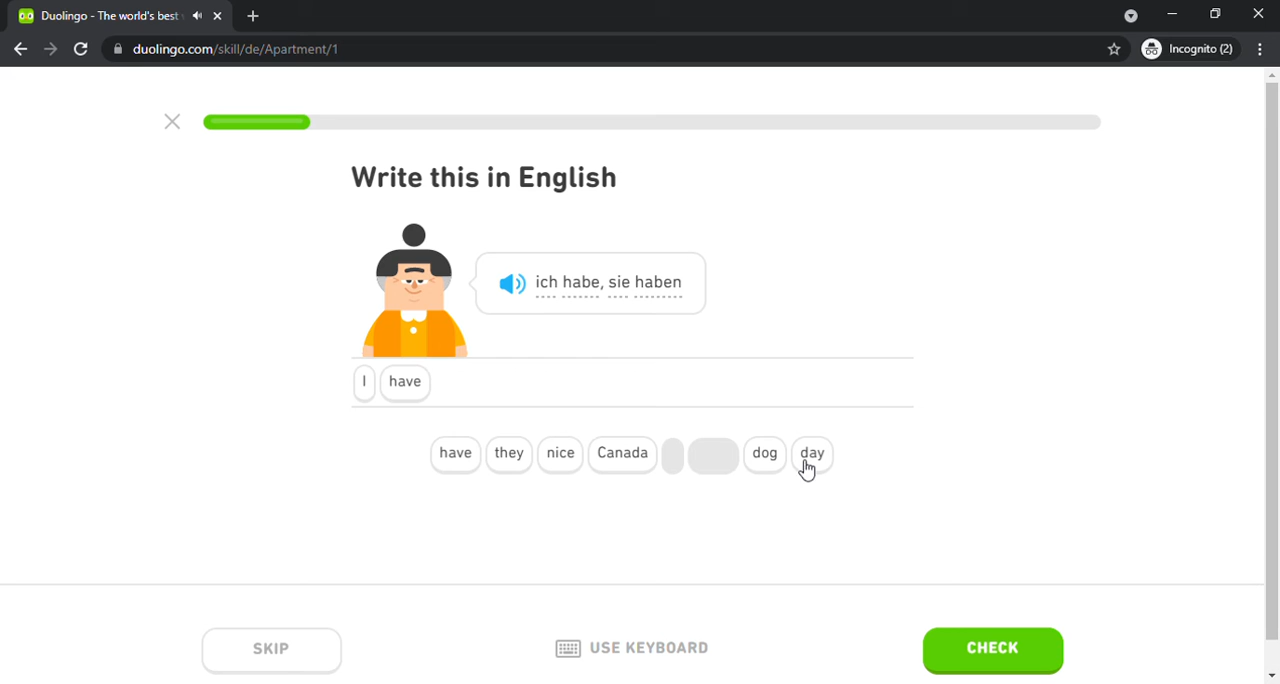 Duolingo - The world's best
duolingo.com/skill/de/Apartment/1
Incognito (2)
Write this in English
ich habe, sie haben
I have
have they nice Canada dog day
SKIP USE KEYBOARD CHECK